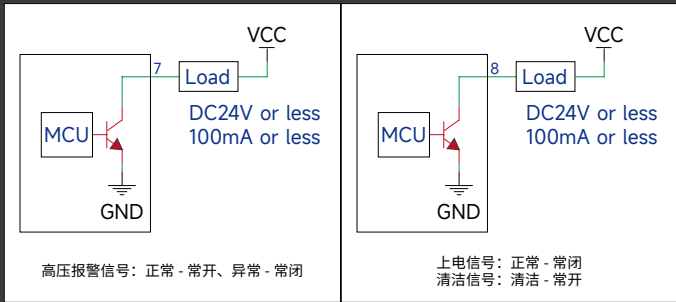 VCC
7
Load
DC24V or less
100mA or less
MCU
GND
高压报警信号：正常 - 常开、异常 - 常闭
VCC
8
Load
DC24V or less
100mA or less
MCU
GND
上电信号：正常 - 常闭
清洁信号：清洁 - 常开